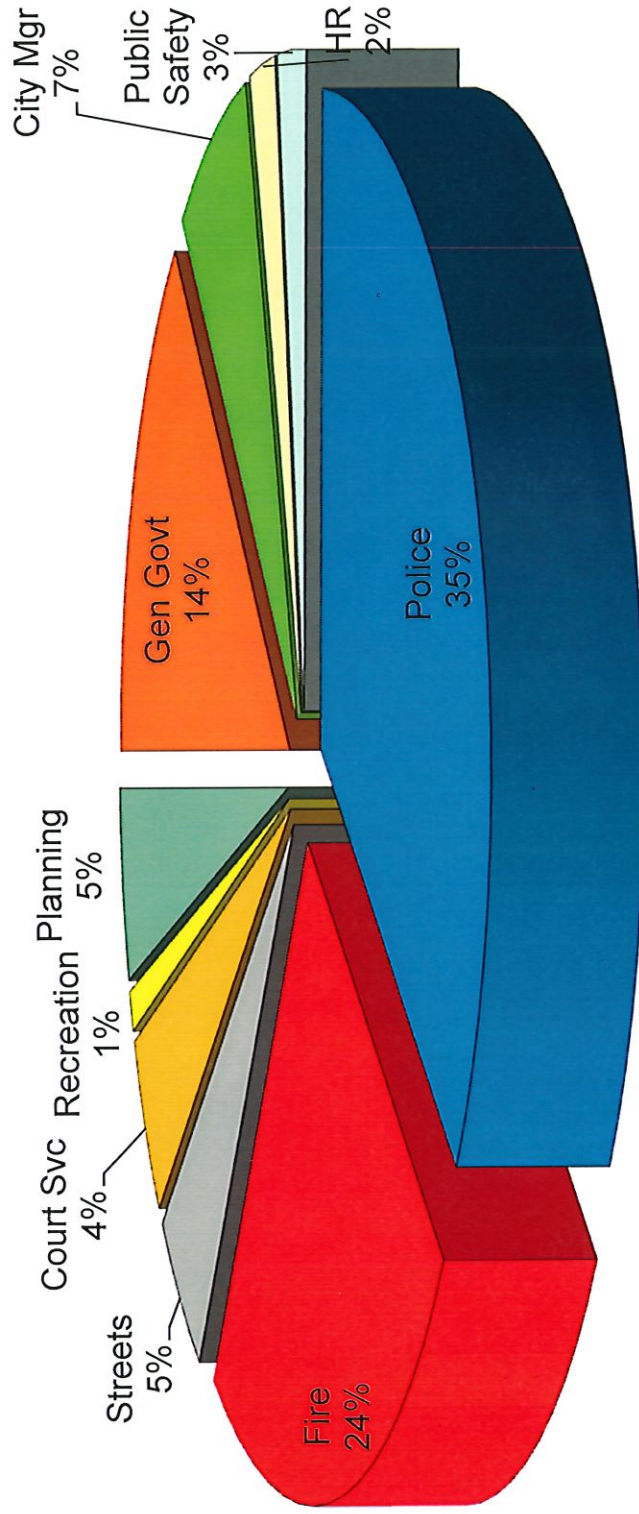 Gen Govt
14%
City Mgr
7%
Public
Safety
3%
HR
2%
Police
35%
Fire
24%
Streets
5%
Court Svc
4%
Recreation
1%
Planning
5%